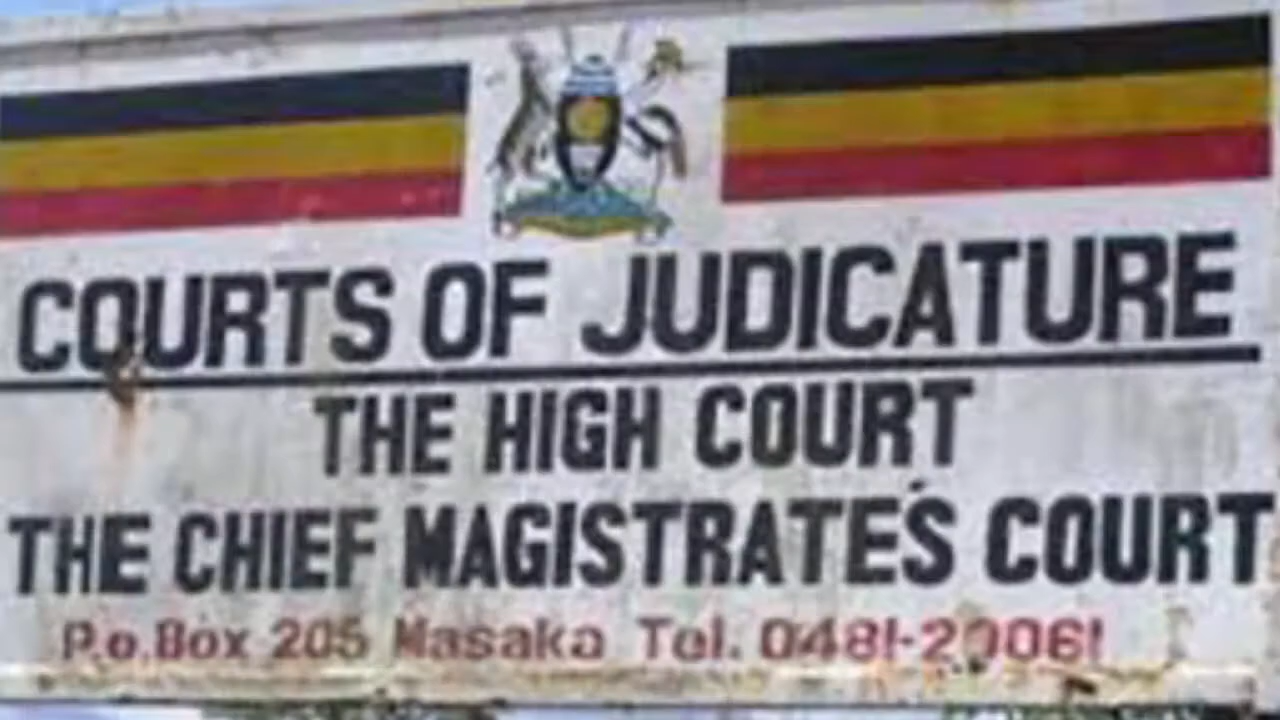 COURTS OF JUDICATURE
THE HIGH COURT
THE CHIEF MAGISTRATE'S COURT
P.o.Box 205 Masaka Tel. 0481-20061